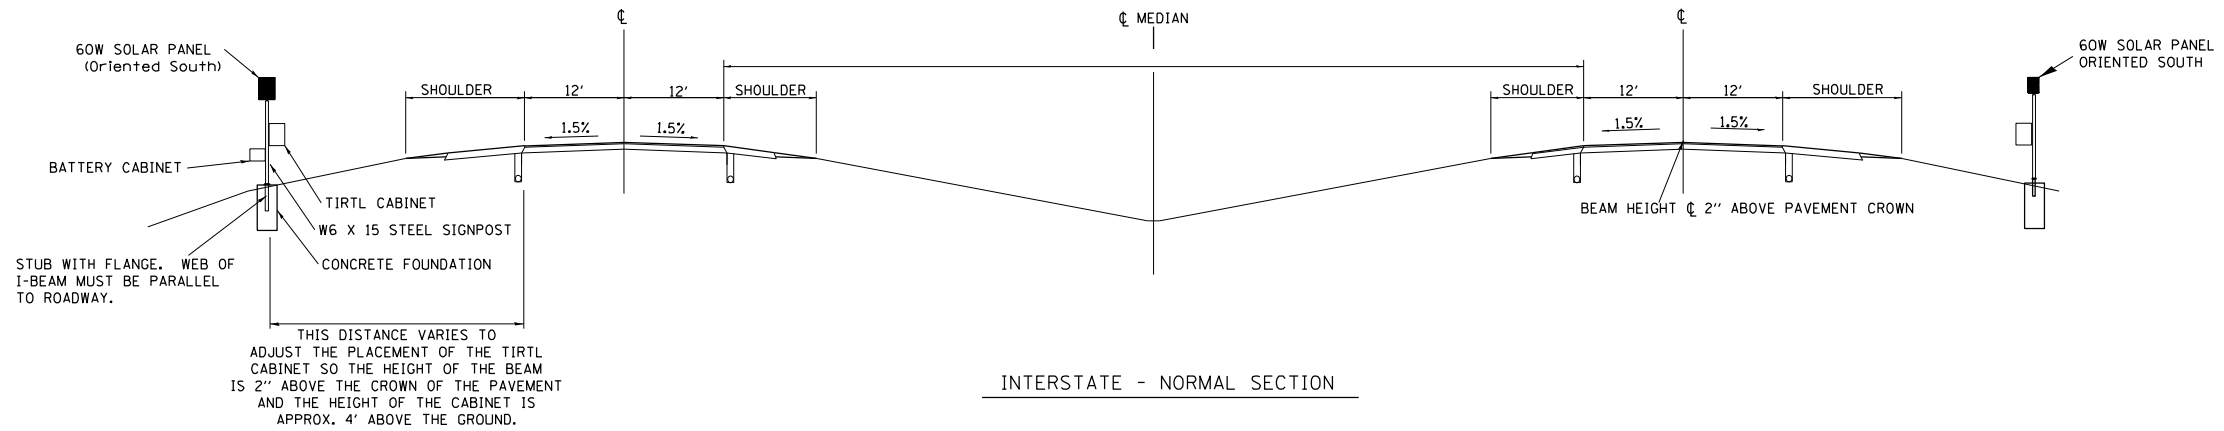 ℄
℄ MEDIAN
℄
60W SOLAR PANEL
(Oriented South)
60W SOLAR PANEL
ORIENTED SOUTH
SHOULDER
12'
12'
SHOULDER
SHOULDER
12'
12'
SHOULDER
1.5%
1.5%
1.5%
1.5%
BATTERY CABINET
TIRTL CABINET
W6 X 15 STEEL SIGNPOST
CONCRETE FOUNDATION
STUB WITH FLANGE. WEB OF
I-BEAM MUST BE PARALLEL
TO ROADWAY.
BEAM HEIGHT ℄ 2'' ABOVE PAVEMENT CROWN
THIS DISTANCE VARIES TO
ADJUST THE PLACEMENT OF THE TIRTL
CABINET SO THE HEIGHT OF THE BEAM
IS 2'' ABOVE THE CROWN OF THE PAVEMENT
AND THE HEIGHT OF THE CABINET IS
APPROX. 4' ABOVE THE GROUND.
INTERSTATE - NORMAL SECTION